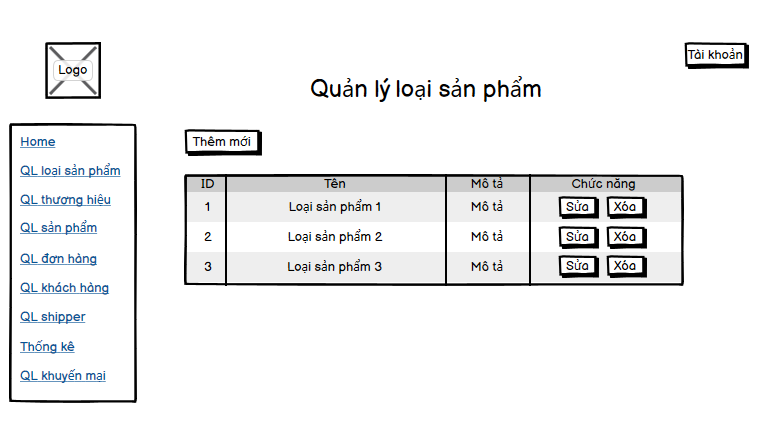 Logo
Tài khoản
Quản lý loại sản phẩm
Home
QL loại sản phẩm
QL thương hiệu
QL sản phẩm
QL đơn hàng
QL khách hàng
QL shipper
Thống kê
QL khuyến mại
Thêm mới
ID Tên Mô tả Chức năng
1 Loại sản phẩm 1 Mô tả Sửa Xóa
2 Loại sản phẩm 2 Mô tả Sửa Xóa
3 Loại sản phẩm 3 Mô tả Sửa Xóa